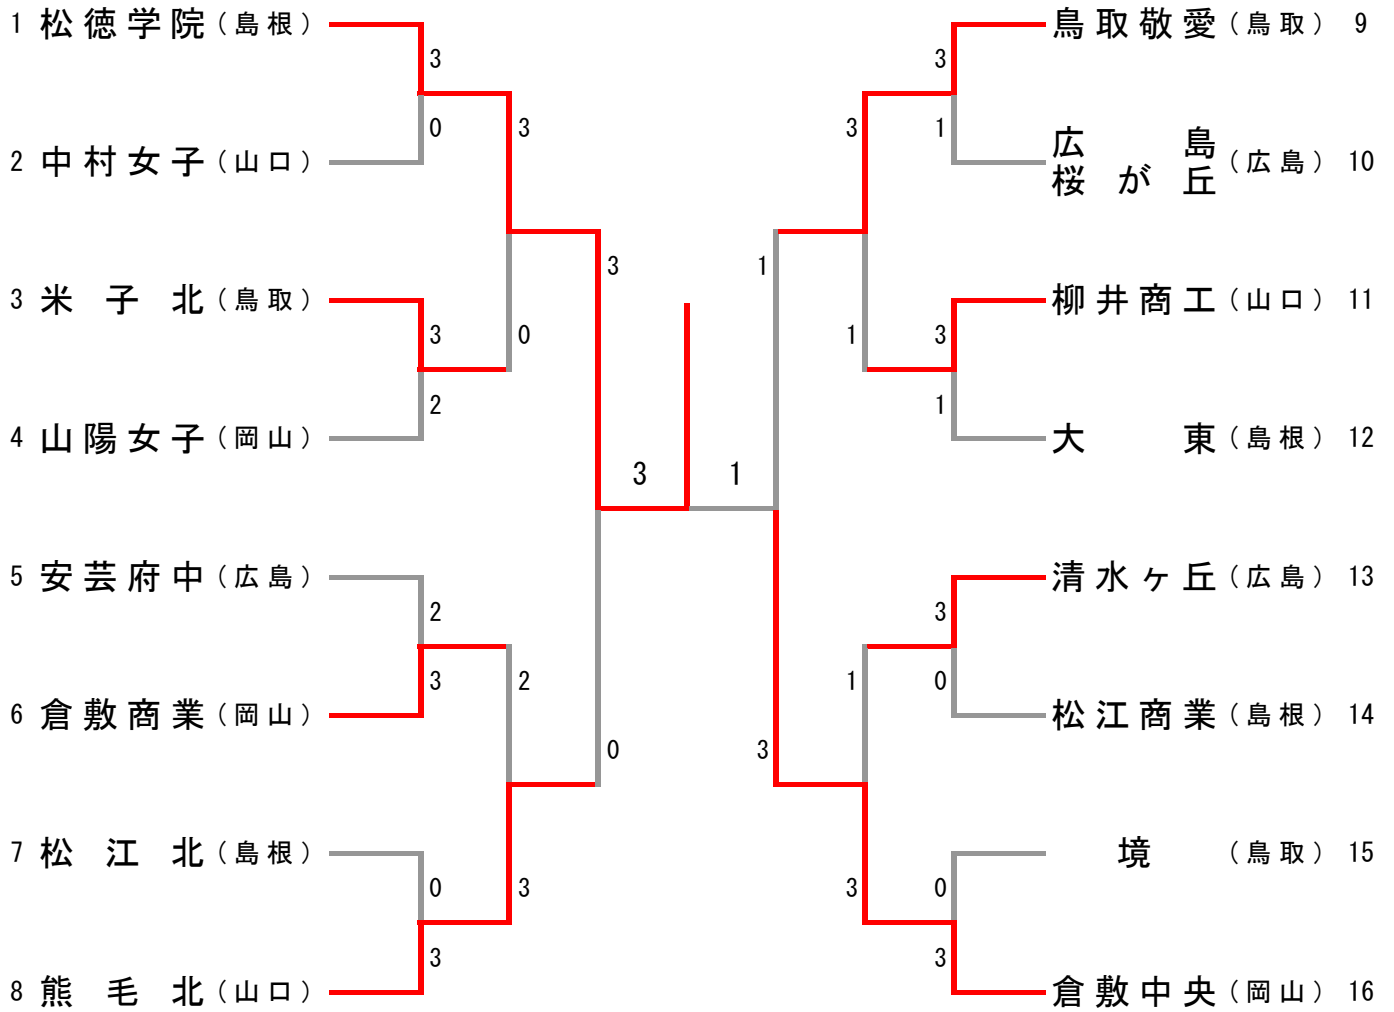 1 松徳学院(島根)
3
0
2 中村女子(山口)
3
3 米子北(鳥取)
3
2
4 山陽女子(岡山)
0
3
5 安芸府中(広島)
2
3
6 倉敷商業(岡山)
2
7 松江北(島根)
0
3
8 熊毛北(山口)
3
0
3 1
鳥取敬愛(鳥取) 9
3
1
広島
桜が丘
(広島) 10
3
柳井商工(山口) 11
3
1
大東(島根) 12
1
1
清水ヶ丘(広島) 13
3
0
松江商業(島根) 14
1
境(鳥取) 15
0
3
倉敷中央(岡山) 16
3
3